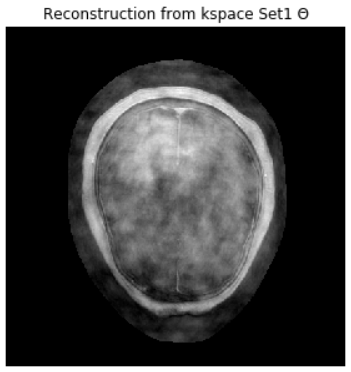 Reconstruction from kspace Set1 Θ